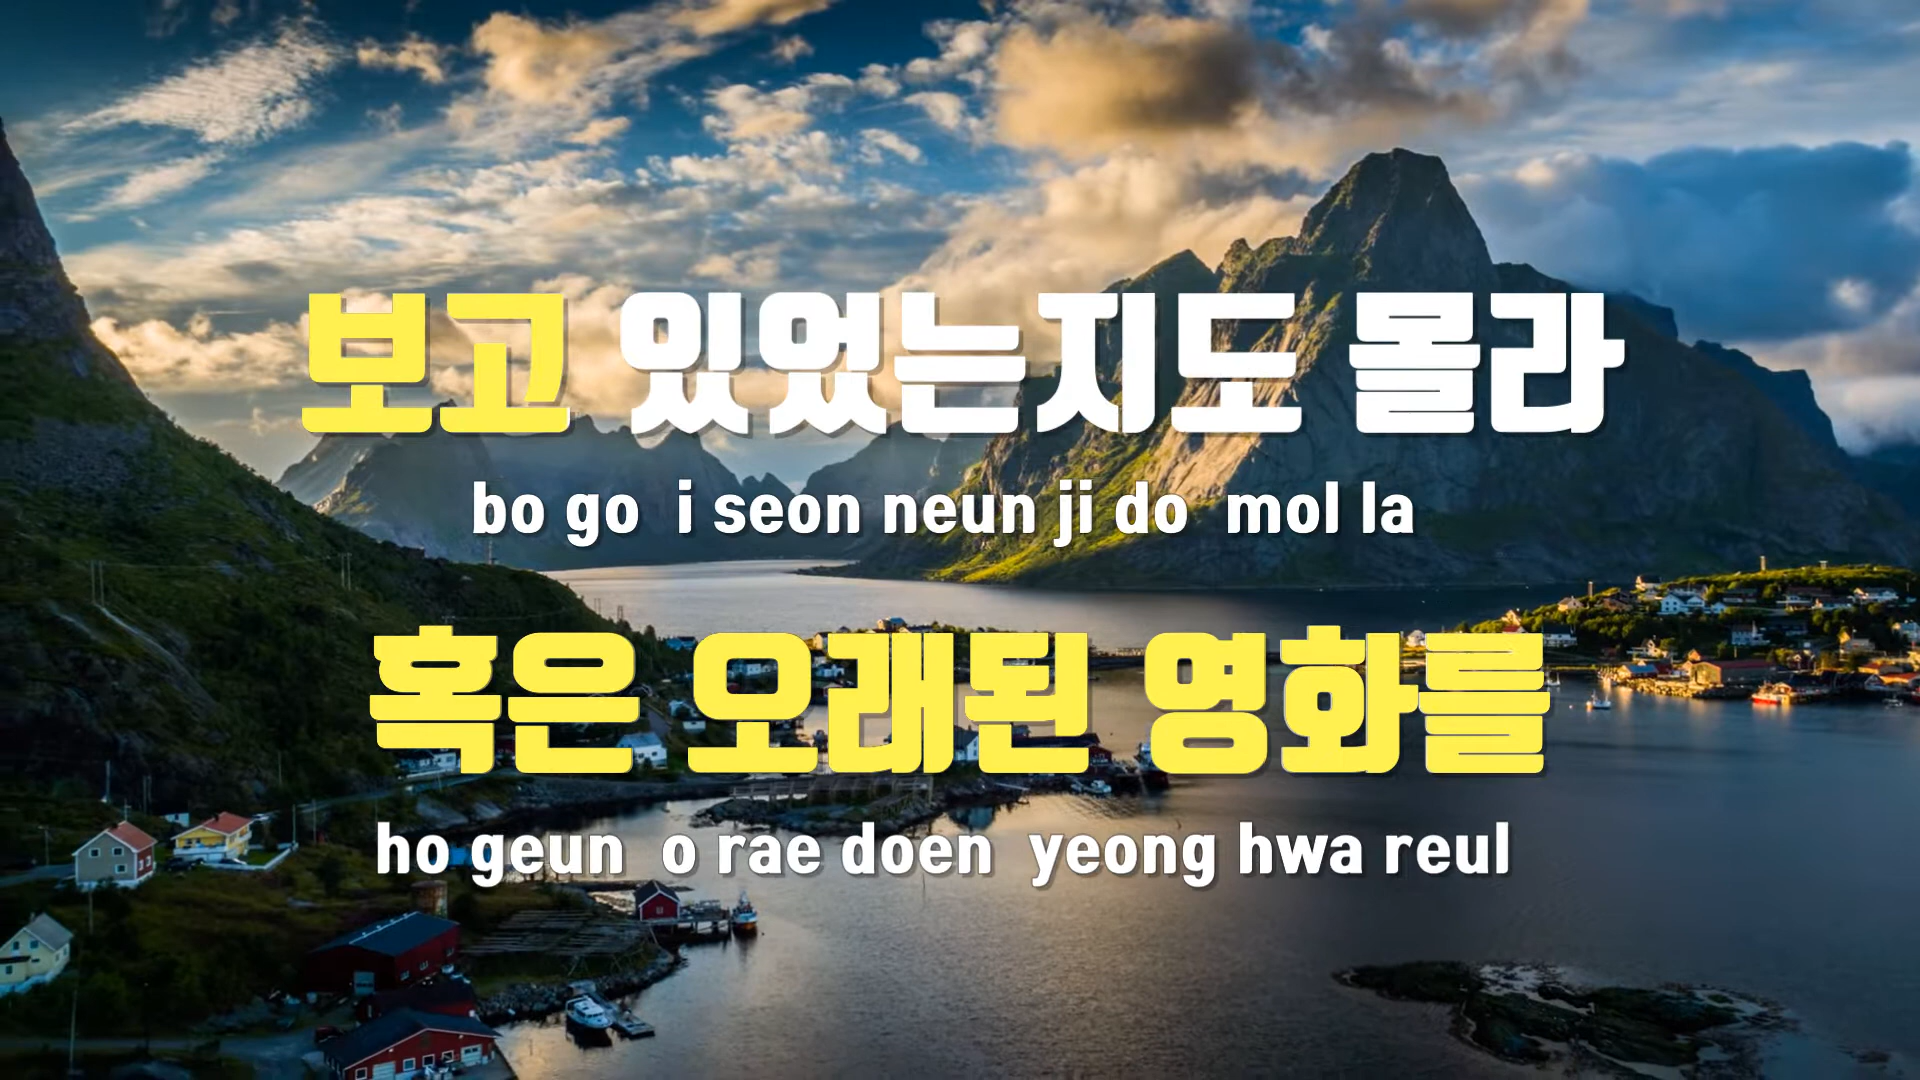 보고 있었는지도 몰라
bo go i seon neun ji do mol la
혹은 오래된 영화를
ho geun o rae doen yeong hwa reul